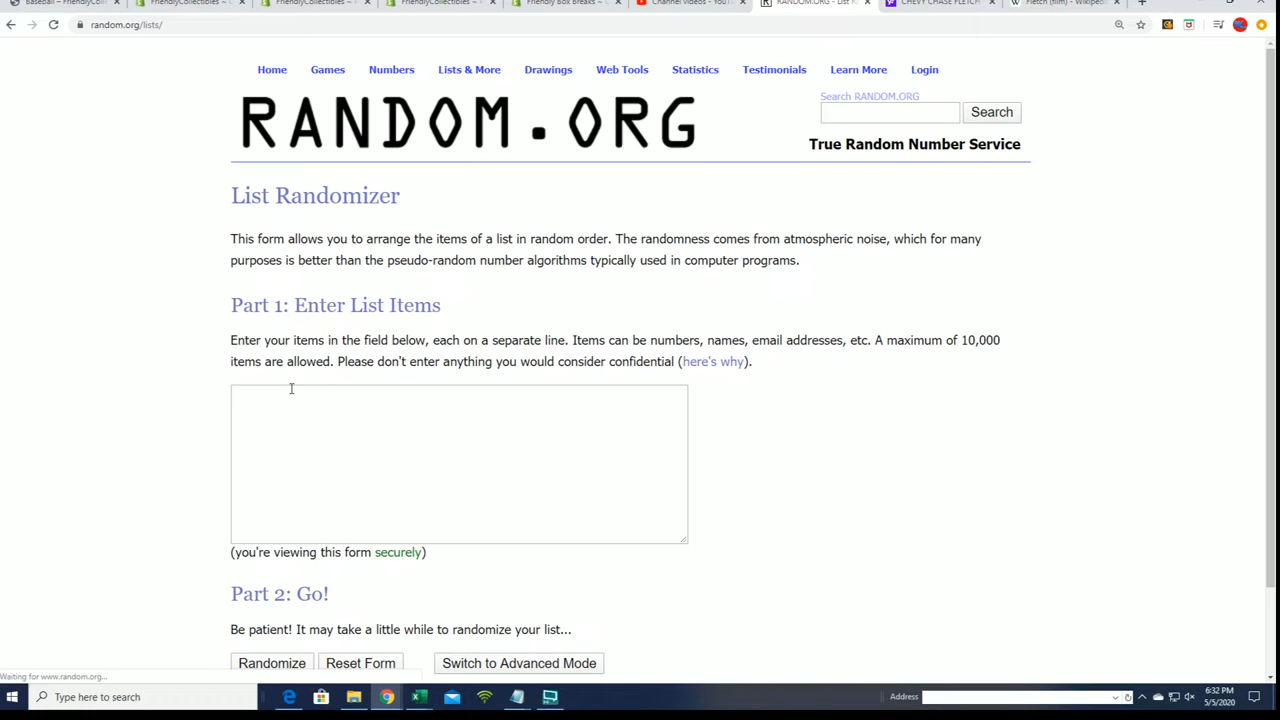 Baseball – FriendlyColl
FriendlyCollectibles –
FriendlyCollectibles –
FriendlyCollectibles –
Friendly Box Breaks –
Channel videos - YouT
RANDOM.ORG - List R
CHEVY CHASE FLETCH
Fletch (film) - Wikiped
random.org/lists/
Home Games Numbers Lists & More Drawings Web Tools Statistics Testimonials Learn More Login
RANDOM.ORG
Search RANDOM.ORG
Search
True Random Number Service
List Randomizer
This form allows you to arrange the items of a list in random order. The randomness comes from atmospheric noise, which for many
purposes is better than the pseudo-random number algorithms typically used in computer programs.
Part 1: Enter List Items
Enter your items in the field below, each on a separate line. Items can be numbers, names, email addresses, etc. A maximum of 10,000
items are allowed. Please don't enter anything you would consider confidential (here's why).
(you're viewing this form securely)
Part 2: Go!
Be patient! It may take a little while to randomize your list...
Randomize Reset Form Switch to Advanced Mode
Waiting for www.random.org...
Type here to search
Address
6:32 PM
5/5/2020